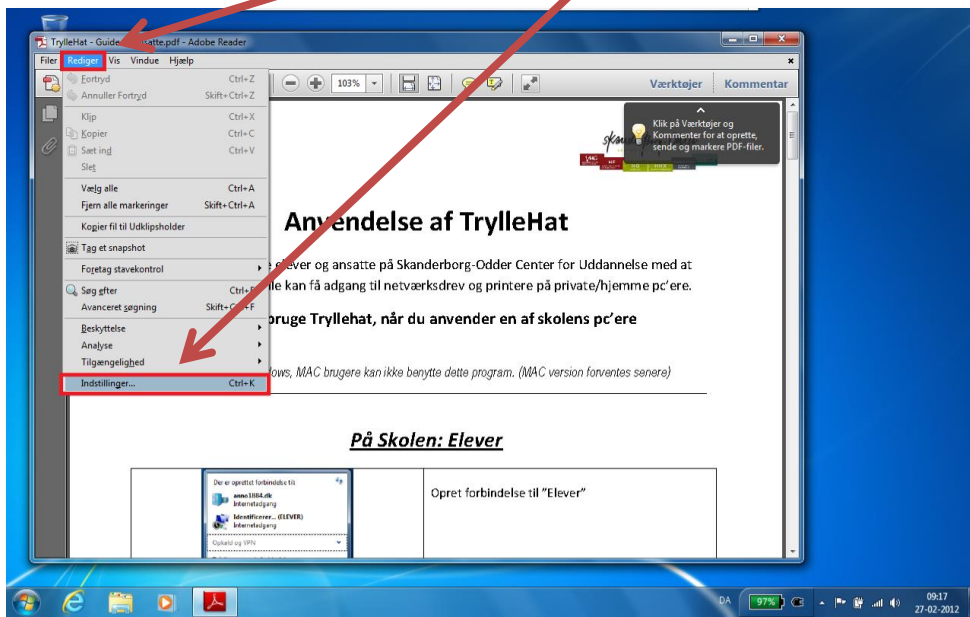 TrylleHat - Guide satte.pdf - Adobe Reader
Filer Rediger Vis Vindue Hjælp
103% Værktøjer Kommentar
Fortryd Ctrl+Z
Annuller Fortryd Skift+Ctrl+Z
Klip Ctrl+X
Kopier Ctrl+C
Sæt ind Ctrl+V
Slet
Vælg alle Ctrl+A
Fjern alle markeringer Skift+Ctrl+A
Kopier fil til Udklipsholder
Tag et snapshot
Foretag stavekontrol
Søg efter
Avanceret søgning
Beskyttelse
Analyse
Tilgængelighed
Indstillinger... Ctrl+K
Klik på Værktøjer og
Kommenter for at oprette,
sende og markere PDF-filer.
Anvendelse af TrylleHat
elever og ansatte på Skanderborg-Odder Center for Uddannelse med at
lle kan få adgang til netværksdrev og printere på private/hjemme pc'ere.
bruge Tryllehat, når du anvender en af skolens pc'ere
dows, MAC brugere kan ikke benytte dette program. (MAC version forventes senere)
På Skolen: Elever
Der er oprettet forbindelse til:
anno1884.dk
Internetadgang
Identificerer... (ELEVER)
Internetadgang
Opkald og VPN
Opret forbindelse til "Elever"
DA 97% 09:17
27-02-2012